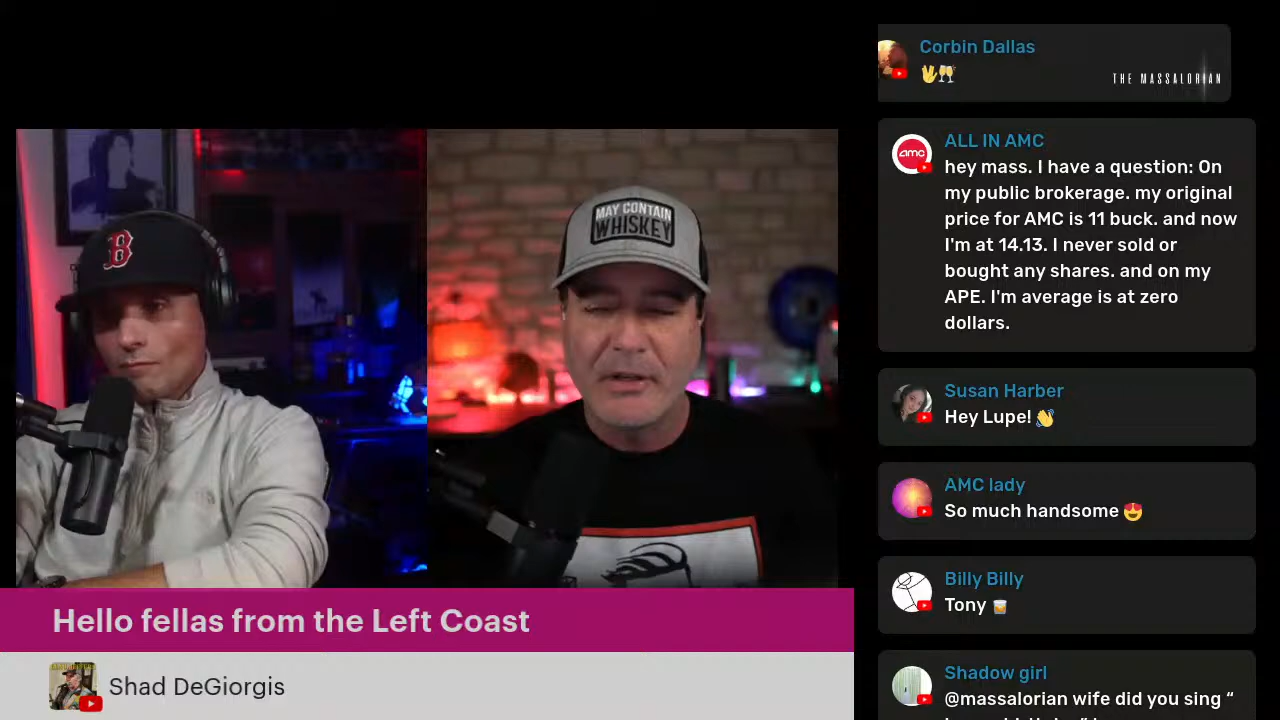 Corbin Dallas
🖖🥂
THE MASSALORIAN
ALL IN AMC
amc
hey mass. I have a question: On
my public brokerage. my original
price for AMC is 11 buck. and now
I'm at 14.13. I never sold or
bought any shares. and on my
APE. I'm average is at zero
dollars.
Susan Harber
Hey Lupe! 👋
AMC lady
So much handsome 😍
Billy Billy
Tony 🥃
Shadow girl
@massalorian wife did you sing “
B
MAY CONTAIN
WHISKEY
Hello fellas from the Left Coast
Shad DeGiorgis